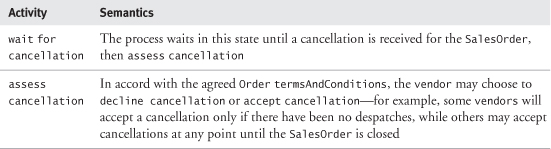 Activity Semantics
wait for The process waits in this state until a cancellation is received for the SalesOrder,
cancellation then assess cancellation
assess In accord with the agreed Order termsAndConditions, the vendor may choose to
cancellation decline cancellation or accept cancellation—for example, some vendors will
accept a cancellation only if there have been no despatches, while others may accept
cancellations at any point until the SalesOrder is closed